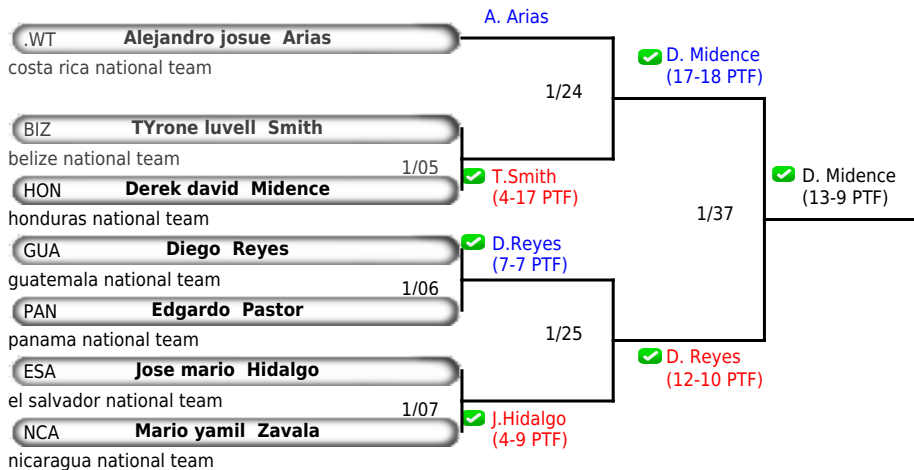 A. Arias
.WT Alejandro josue Arias
costa rica national team
D. Midence
(17-18 PTF)
1/24
BIZ TYrone luvell Smith
belize national team
1/05
T.Smith
(4-17 PTF)
HON Derek david Midence
honduras national team
D. Midence
(13-9 PTF)
1/37
GUA Diego Reyes
guatemala national team
D.Reyes
(7-7 PTF)
1/06
PAN Edgardo Pastor
panama national team
1/25
D. Reyes
(12-10 PTF)
ESA Jose mario Hidalgo
el salvador national team
1/07
J.Hidalgo
(4-9 PTF)
NCA Mario yamil Zavala
nicaragua national team